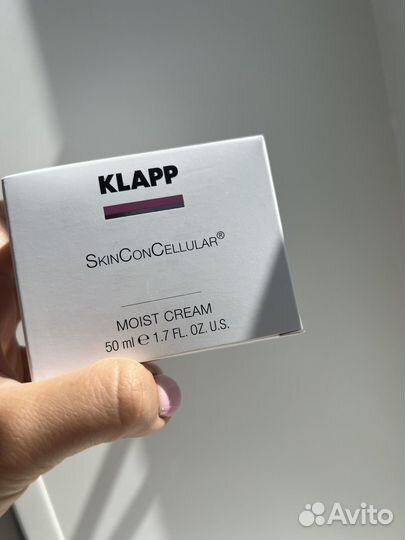 KLAPP
SKINCONCELLULAR®
MOIST CREAM
50 ml ℮ 1.7 FL. OZ. U.S.
Avito